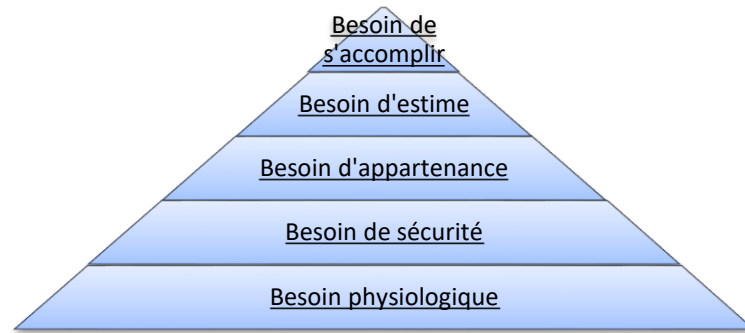 Besoin de
s'accomplir
Besoin d'estime
Besoin d'appartenance
Besoin de sécurité
Besoin physiologique